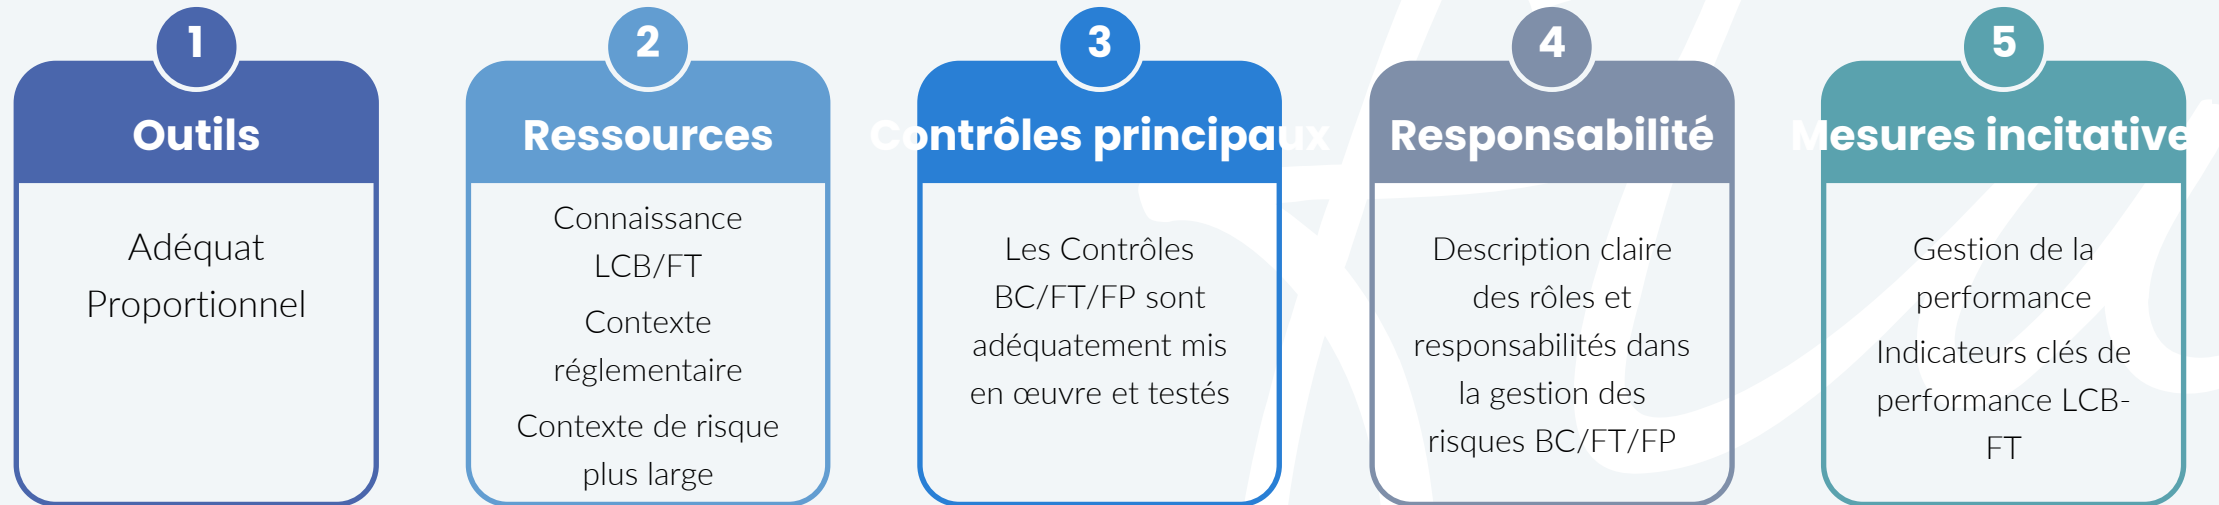 1
Outils
Adéquat
Proportionnel
2
Ressources
Connaissance
LCB/FT
Contexte
réglementaire
Contexte de risque
plus large
3
Contrôles principaux
Les Contrôles
BC/FT/FP sont
adéquatement mis
en œuvre et testés
4
Responsabilité
Description claire
des rôles et
responsabilités dans
la gestion des
risques BC/FT/FP
5
Mesures incitative
Gestion de la
performance
Indicateurs clés de
performance LCB-
FT